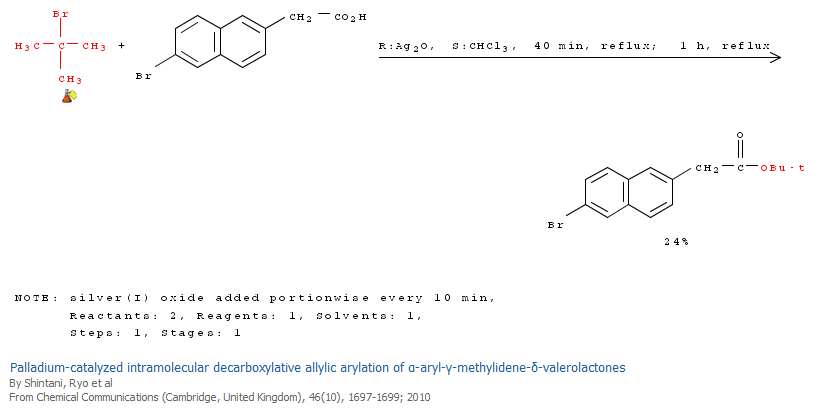 Br
H3C C CH3 + CH2 CO2H
CH3 Br
R:Ag2O, S:CHCl3, 40 min, reflux; 1 h, reflux
O
CH2 C OBu-t
Br
24%
NOTE: silver(I) oxide added portionwise every 10 min,
Reactants: 2, Reagents: 1, Solvents: 1,
Steps: 1, Stages: 1
Palladium-catalyzed intramolecular decarboxylative allylic arylation of α-aryl-γ-methylidene-δ-valerolactones
By Shintani, Ryo et al
From Chemical Communications (Cambridge, United Kingdom), 46(10), 1697-1699; 2010